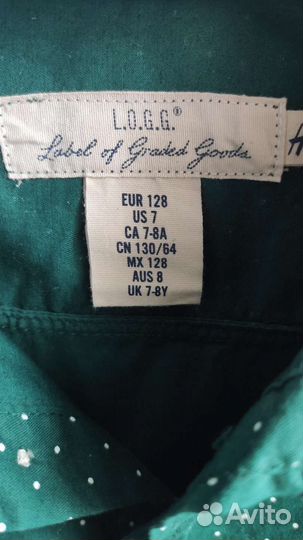 L.O.G.G.®
Label of Graded Goods
EUR 128
US 7
CA 7-8A
CN 130/64
MX 128
AUS 8
UK 7-8Y
Avito